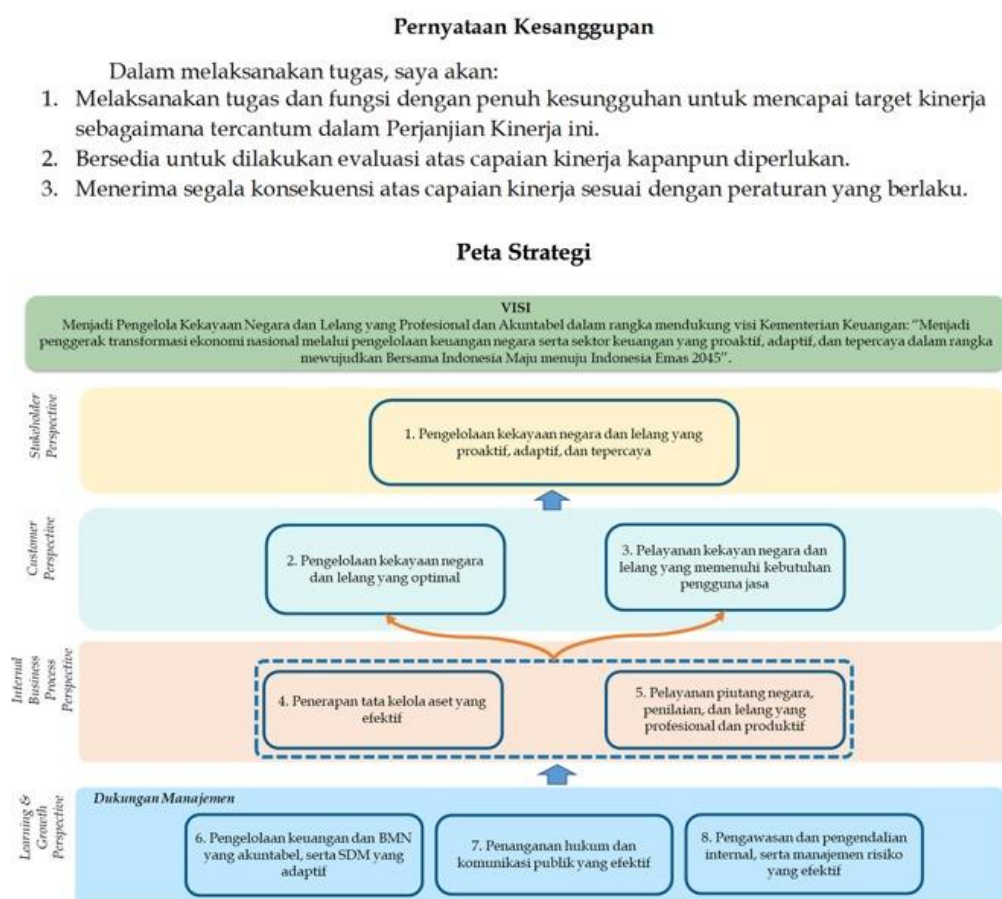 Pernyataan Kesanggupan
Dalam melaksanakan tugas, saya akan:
1. Melaksanakan tugas dan fungsi dengan penuh kesungguhan untuk mencapai target kinerja
sebagaimana tercantum dalam Perjanjian Kinerja ini.
2. Bersedia untuk dilakukan evaluasi atas capaian kinerja kapanpun diperlukan.
3. Menerima segala konsekuensi atas capaian kinerja sesuai dengan peraturan yang berlaku.
Peta Strategi
VISI
Menjadi Pengelola Kekayaan Negara dan Lelang yang Profesional dan Akuntabel dalam rangka mendukung visi Kementerian Keuangan: "Menjadi
penggerak transformasi ekonomi nasional melalui pengelolaan keuangan negara serta sektor keuangan yang proaktif, adaptif, dan tepercaya dalam rangka
mewujudkan Bersama Indonesia Maju menuju Indonesia Emas 2045".
Stakeholder
Perspective
1. Pengelolaan kekayaan negara dan lelang yang
proaktif, adaptif, dan tepercaya
Customer
Perspective
2. Pengelolaan kekayaan negara
dan lelang yang optimal
3. Pelayanan kekayan negara dan
lelang yang memenuhi kebutuhan
pengguna jasa
Internal
Business
Process
Perspective
4. Penerapan tata kelola aset yang
efektif
5. Pelayanan piutang negara,
penilaian, dan lelang yang
profesional dan produktif
Learning &
Growth
Perspective
Dukungan Manajemen
6. Pengelolaan keuangan dan BMN
yang akuntabel, serta SDM yang
adaptif
7. Penanganan hukum dan
komunikasi publik yang efektif
8. Pengawasan dan pengendalian
internal, serta manajemen risiko
yang efektif